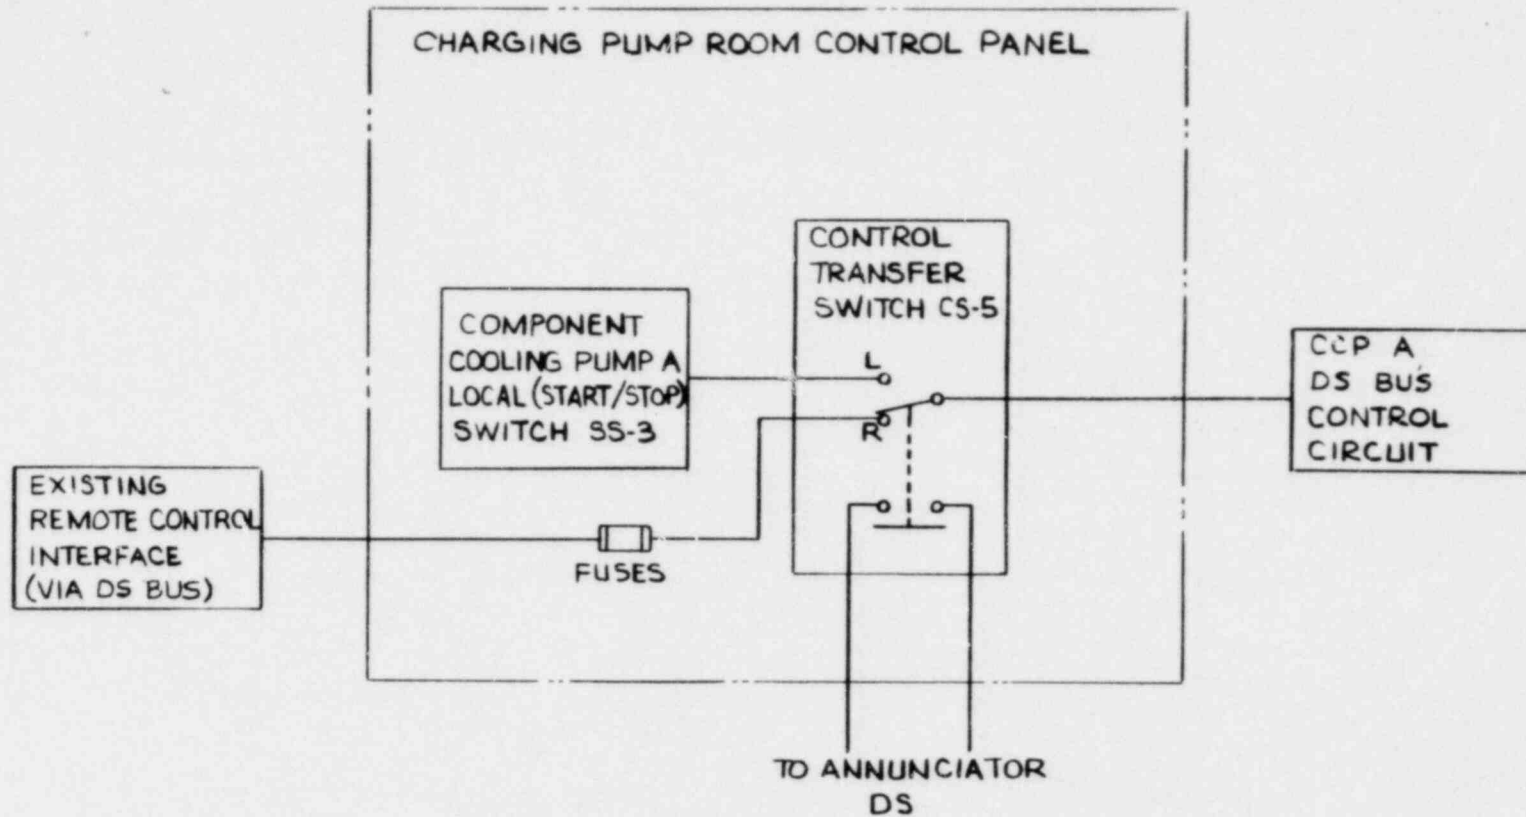 CHARGING PUMP ROOM CONTROL PANEL
CONTROL
TRANSFER
SWITCH CS-5
L
R
COMPONENT
COOLING PUMP A
LOCAL (START/STOP)
SWITCH SS-3
CCP A
DS BUS
CONTROL
CIRCUIT
EXISTING
REMOTE CONTROL
INTERFACE
(VIA DS BUS)
FUSES
TO ANNUNCIATOR
DS